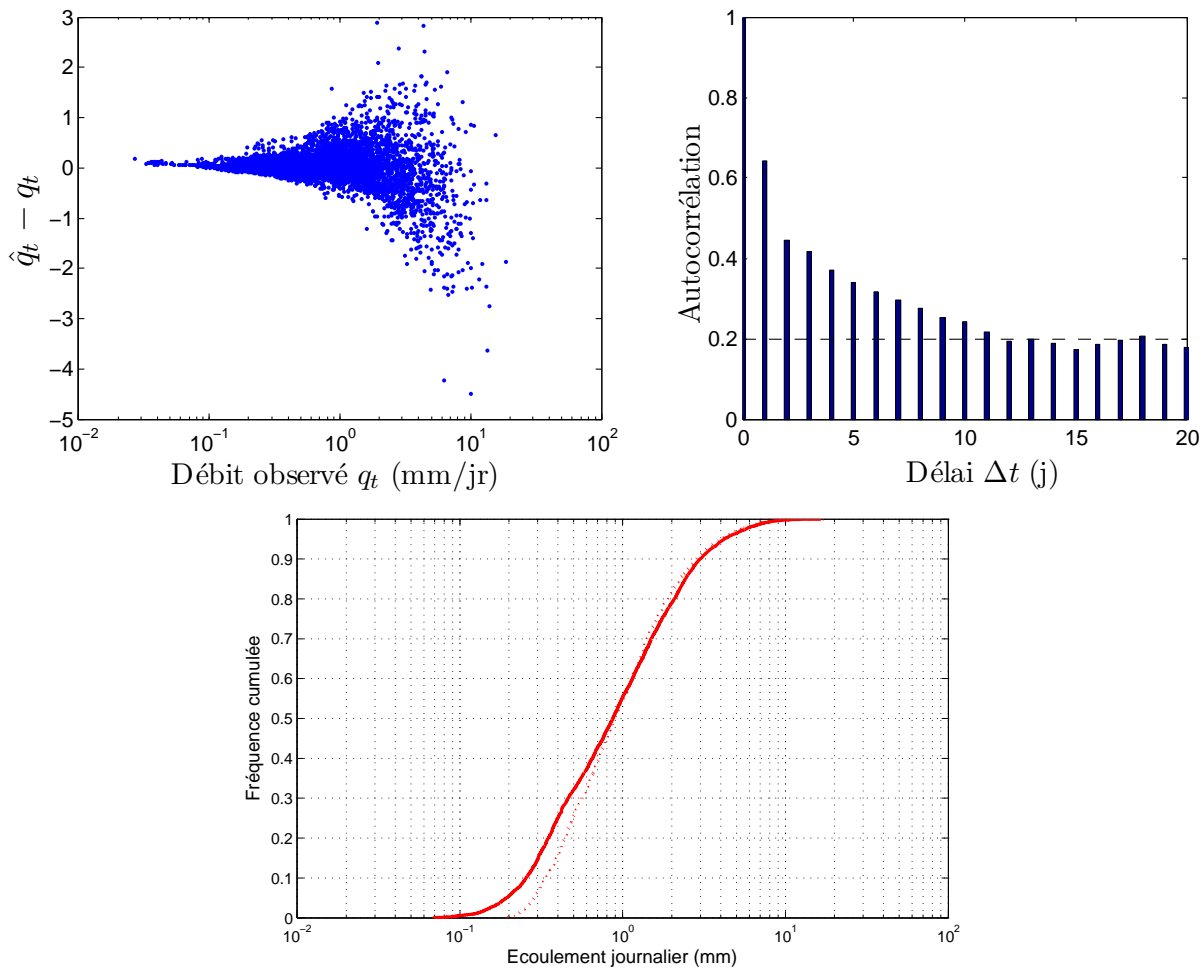 3
2
1
0
−1
−2
−3
−4
−5
q̂t − qt
10−2 10−1 100 101 102
Débit observé qt (mm/jr)
1
0.8
0.6
0.4
0.2
0
Autocorrélation
0 5 10 15 20
Délai Δt (j)
1
0.9
0.8
0.7
0.6
0.5
0.4
0.3
0.2
0.1
0
Fréquence cumulée
10−2 10−1 100 101 102
Ecoulement journalier (mm)